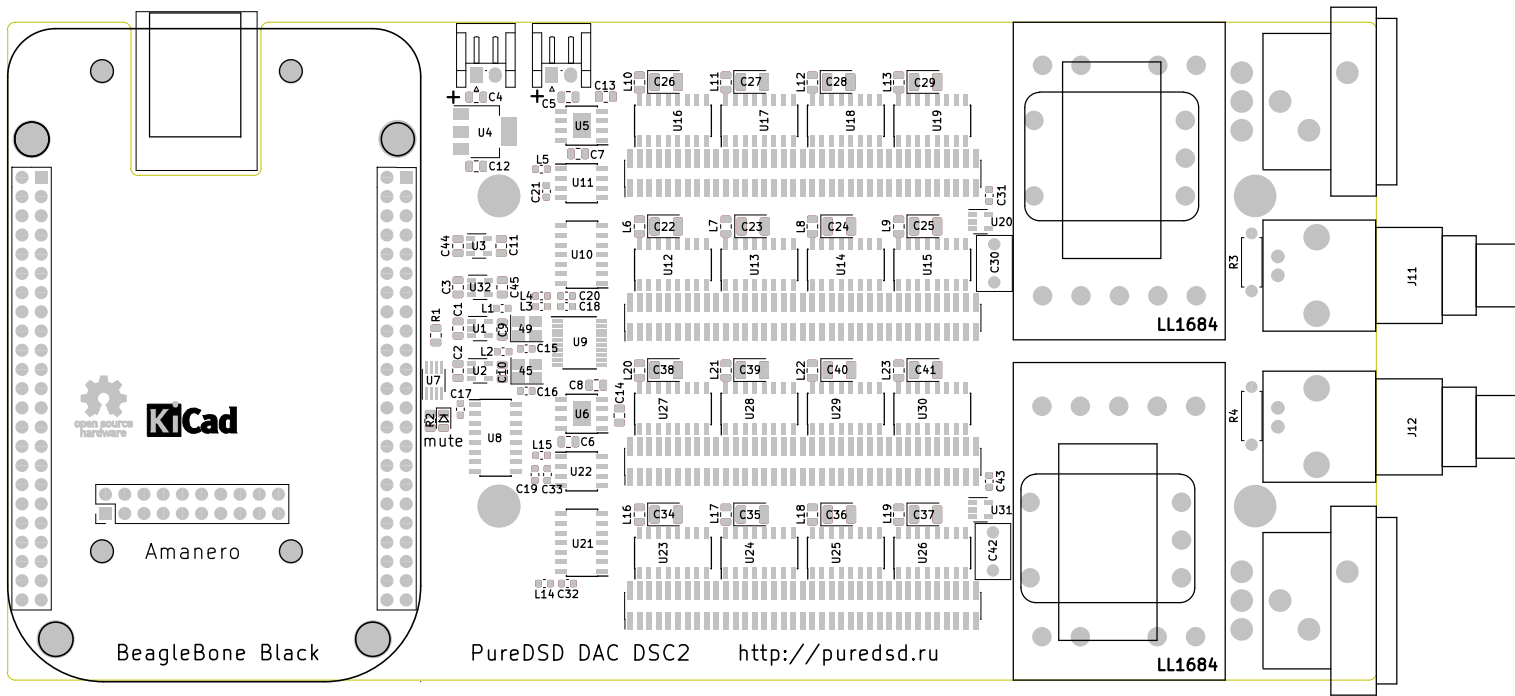 L10 C26 L11 C27 L12 C28 L13 C29
+ C4 + C5 C13
U4 U5 U16 U17 U18 U19
C12 L5 C7
C21 U11 C31
L6 C22 L7 C23 L8 C24 L9 C25 U20
C44 U3 C11 U10 U12 U13 U14 U15 C30 R3 J11
C3 U32 C45 L4 C20
L3 C18
R1 C1 L1 U1 C9 49 U9 LL1684
C2 L2 C15
U7 U2 C10 45 C8 L20 C38 L21 C39 L22 C40 L23 C41
C16 C14
open source
hardware
KiCad
R2 C17 U8 U6 U27 U28 U29 U30 R4 J12
mute L15 C6
C19 C33 U22 C43
L16 C34 L17 C35 L18 C36 L19 C37 U31
Amanero U21 U23 U24 U25 U26 C42
L14 C32
BeagleBone Black PureDSD DAC DSC2 http://puredsd.ru
LL1684